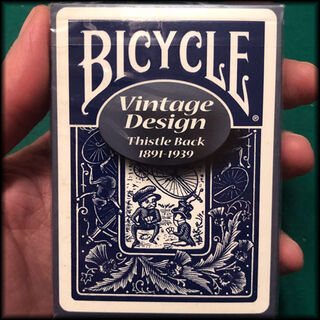 BICYCLE
®
Vintage
Design
Thistle Back
1891-1939